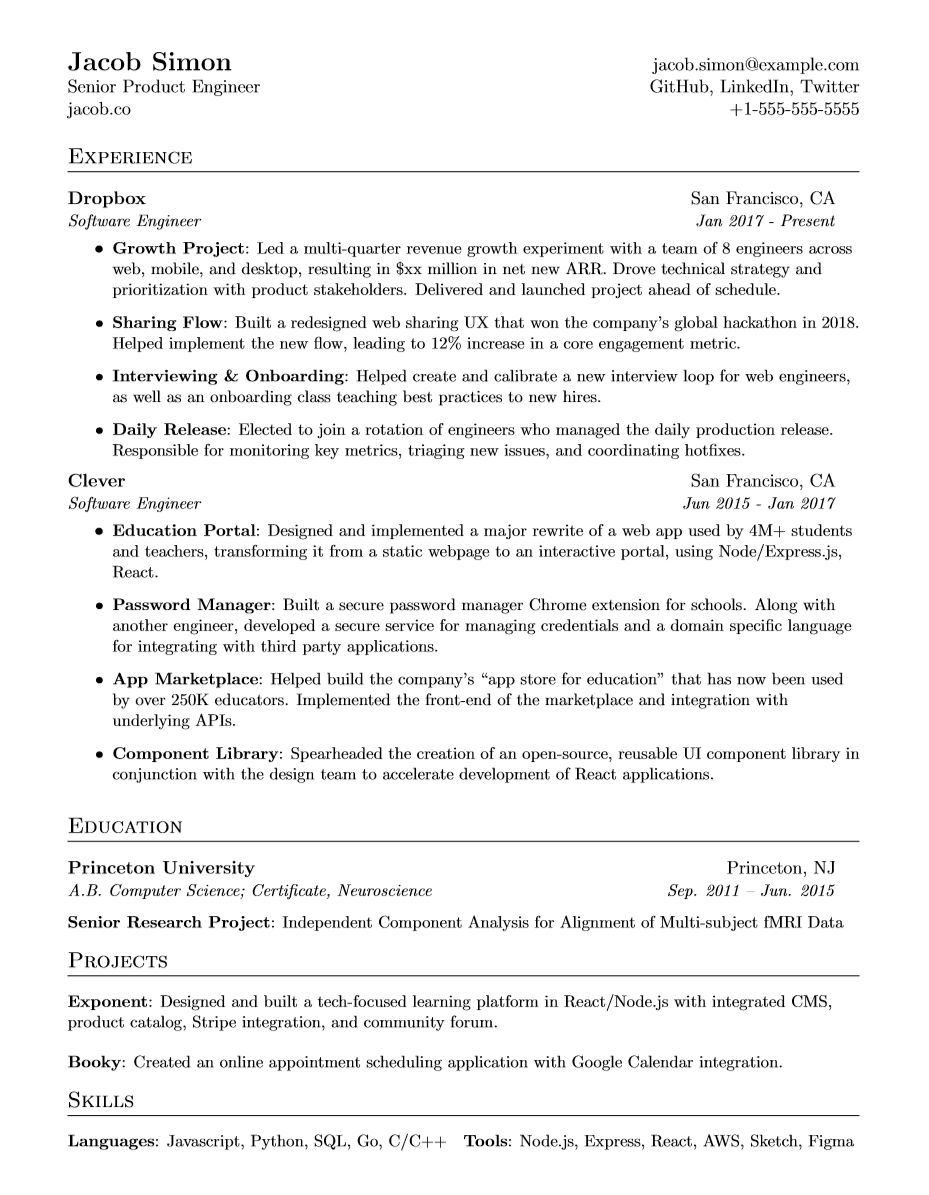 Jacob Simon
jacob.simon@example.com
Senior Product Engineer
GitHub, LinkedIn, Twitter
jacob.co
+1-555-555-5555
Experience
Dropbox
San Francisco, CA
Software Engineer
Jan 2017 - Present
• Growth Project: Led a multi-quarter revenue growth experiment with a team of 8 engineers across
web, mobile, and desktop, resulting in $xx million in net new ARR. Drove technical strategy and
prioritization with product stakeholders. Delivered and launched project ahead of schedule.
• Sharing Flow: Built a redesigned web sharing UX that won the company's global hackathon in 2018.
Helped implement the new flow, leading to 12% increase in a core engagement metric.
• Interviewing & Onboarding: Helped create and calibrate a new interview loop for web engineers,
as well as an onboarding class teaching best practices to new hires.
• Daily Release: Elected to join a rotation of engineers who managed the daily production release.
Responsible for monitoring key metrics, triaging new issues, and coordinating hotfixes.
Clever
San Francisco, CA
Software Engineer
Jun 2015 - Jan 2017
• Education Portal: Designed and implemented a major rewrite of a web app used by 4M+ students
and teachers, transforming it from a static webpage to an interactive portal, using Node/Express.js,
React.
• Password Manager: Built a secure password manager Chrome extension for schools. Along with
another engineer, developed a secure service for managing credentials and a domain specific language
for integrating with third party applications.
• App Marketplace: Helped build the company's “app store for education” that has now been used
by over 250K educators. Implemented the front-end of the marketplace and integration with
underlying APIs.
• Component Library: Spearheaded the creation of an open-source, reusable UI component library in
conjunction with the design team to accelerate development of React applications.
Education
Princeton University
Princeton, NJ
A.B. Computer Science; Certificate, Neuroscience
Sep. 2011 – Jun. 2015
Senior Research Project: Independent Component Analysis for Alignment of Multi-subject fMRI Data
Projects
Exponent: Designed and built a tech-focused learning platform in React/Node.js with integrated CMS,
product catalog, Stripe integration, and community forum.
Booky: Created an online appointment scheduling application with Google Calendar integration.
Skills
Languages: Javascript, Python, SQL, Go, C/C++ Tools: Node.js, Express, React, AWS, Sketch, Figma